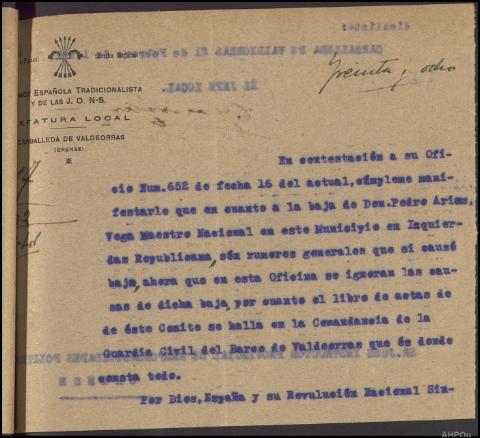 Treinta y ocho
ESPAÑOLA TRADICIONALISTA
Y DE LAS J. O. N-S.
JEFATURA LOCAL
CARBALLEDA DE VALDEORRAS
(ORENSE)
En contestación a su Ofi-
cio Num.652 de fecha 16 del actual,cúmpleme mani-
festarle que en cuanto a la baja de Don.Pedro Arias,
Vega Maestro Nacional en este Municipio en Izquier-
das Republicana, són rumores generales que si causó
baja, ahora que en esta Oficina se ignoran las cau-
sas de dicha baja, por cuanto el libro de actas de
de éste Comite se halla en la Comandancia de la
Guardia Civil del Barco de Valdeorras que és donde
consta todo.
Por Dios, España y su Revulución Nacional Sin-
AHPOu